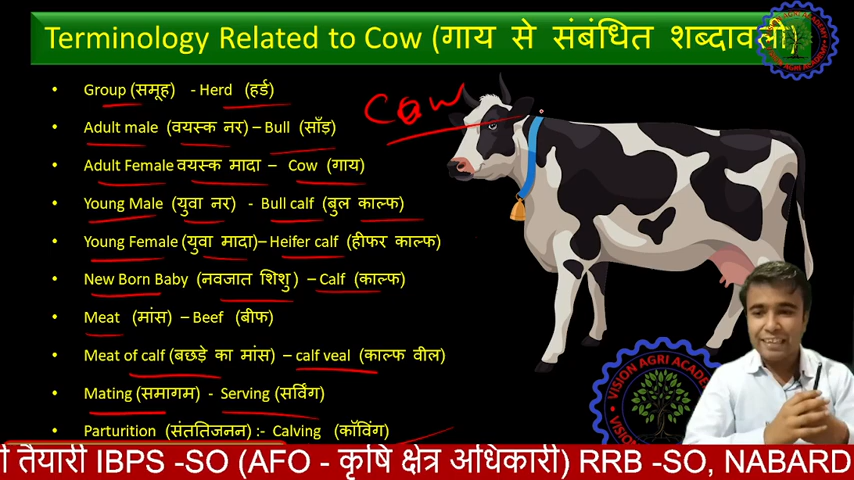 Terminology Related to Cow (गाय से संबंधित शब्दावली)
• Group (समूह) - Herd (हर्ड)
• Adult male (वयस्क नर) – Bull (साँड़)
• Adult Female वयस्क मादा – Cow (गाय)
• Young Male (युवा नर) - Bull calf (बुल काल्फ)
• Young Female (युवा मादा)– Heifer calf (हीफर काल्फ)
• New Born Baby (नवजात शिशु ) – Calf (काल्फ)
• Meat (मांस) – Beef (बीफ)
• Meat of calf (बछड़े का मांस) – calf veal (काल्फ वील)
• Mating (समागम) - Serving (सर्विंग)
• Parturition (संततिजनन) :- Calving (कॉविंग)
Cow
VISION AGRI ACADEMY
VISION AGRI ACADE
तैयारी IBPS -SO (AFO - कृषि क्षेत्र अधिकारी) RRB -SO, NABARD